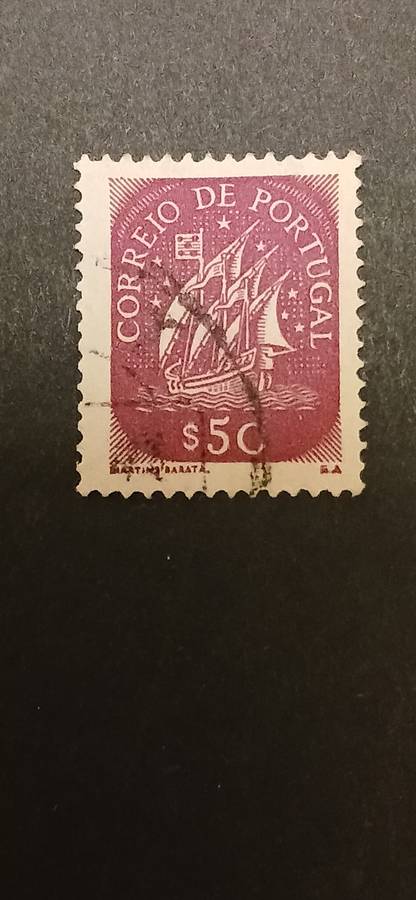 CORREIO DE PORTUGAL
$50
MARTINS BARATA